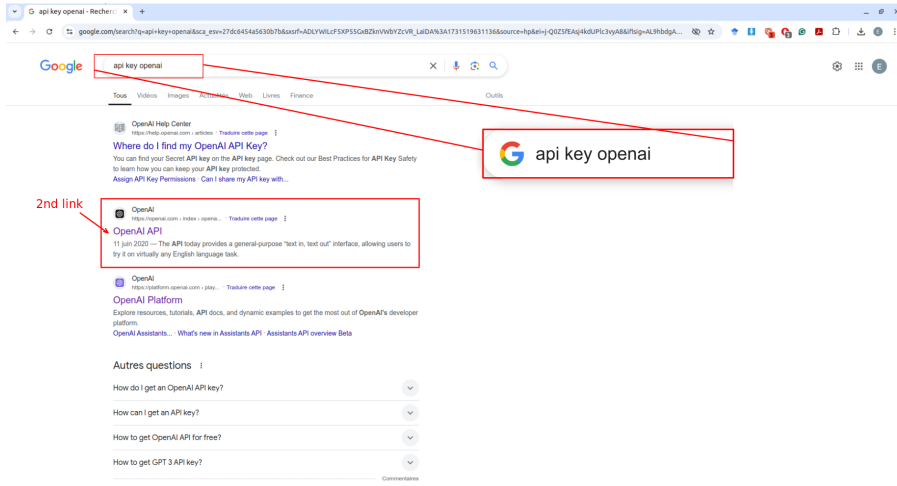 api key openai - Recherc
google.com/search?q=api+key+openai&sca_esv=27dc6454a5630b7b&sxsrf=
Google
api key openai
Tous Vidéos Images Actualités Web Livres Finance Outils
OpenAI Help Center
https://help.openai.com › articles · Traduire cette page
Where do I find my OpenAI API Key?
You can find your Secret API key on the API key page. Check out our Best Practices for API Key Safety
to learn how you can keep your API key protected.
Assign API Key Permissions · Can I share my API key with...
api key openai
2nd link
OpenAI
https://openai.com › index › opena... · Traduire cette page
OpenAI API
11 juin 2020 — The API today provides a general-purpose "text in, text out" interface, allowing users to
try it on virtually any English language task.
OpenAI
https://platform.openai.com › play... · Traduire cette page
OpenAI Platform
Explore resources, tutorials, API docs, and dynamic examples to get the most out of OpenAI's developer
platform.
OpenAI Assistants... · What's new in Assistants API · Assistants API overview Beta
Autres questions
How do I get an OpenAI API key?
How can I get an API key?
How to get OpenAI API for free?
How to get GPT 3 API key?
Commentaires